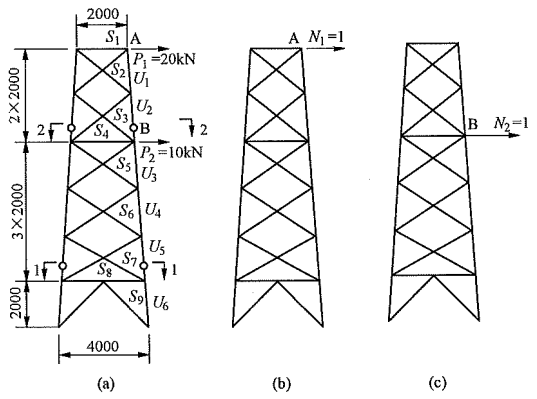 2000
S₁
A
P₁=20kN
S₂
U₁
2×2000
U₂
S₃
B
2
2
S₄
P₂=10kN
S₅
U₃
3×2000
S₆
U₄
U₅
S₇
1
1
S₈
2000
S₉
U₆
4000
(a)
A
N₁=1
(b)
B
N₂=1
(c)